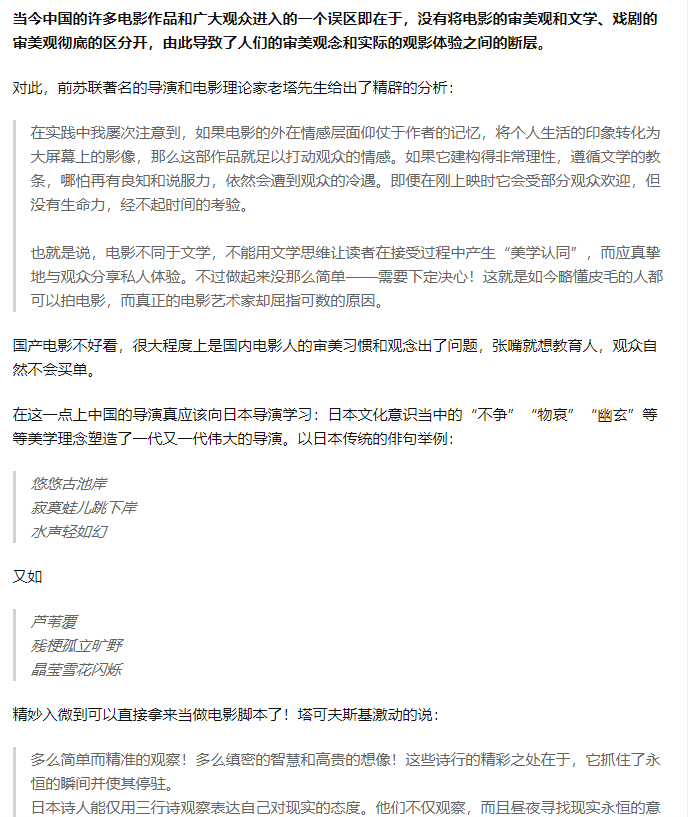 当今中国的许多电影作品和广大观众进入的一个误区即在于，没有将电影的审美观和文学、戏剧的
审美观彻底的区分开，由此导致了人们的审美观念和实际的观影体验之间的断层。
对此，前苏联著名的导演和电影理论家老塔先生给出了精辟的分析：
在实践中我屡次注意到，如果电影的外在情感层面仰仗于作者的记忆，将个人生活的印象转化为
大屏幕上的影像，那么这部作品就足以打动观众的情感。如果它建构得非常理性，遵循文学的教
条，哪怕再有良知和说服力，依然会遭到观众的冷遇。即便在刚上映时它会受部分观众欢迎，但
没有生命力，经不起时间的考验。
也就是说，电影不同于文学，不能用文学思维让读者在接受过程中产生“美学认同”，而应真挚
地与观众分享私人体验。不过做起来没那么简单——需要下定决心！这就是如今略懂皮毛的人都
可以拍电影，而真正的电影艺术家却屈指可数的原因。
国产电影不好看，很大程度上是国内电影人的审美习惯和观念出了问题，张嘴就想教育人，观众自
然不会买单。
在这一点上中国的导演真应该向日本导演学习：日本文化意识当中的“不争”“物哀”“幽玄”等
等美学理念塑造了一代又一代伟大的导演。以日本传统的俳句举例：
悠悠古池岸
寂寞蛙儿跳下岸
水声轻如幻
又如
芦苇覆
残梗孤立旷野
晶莹雪花闪烁
精妙入微到可以直接拿来当做电影脚本了！塔可夫斯基激动的说：
多么简单而精准的观察！多么缜密的智慧和高贵的想像！这些诗行的精彩之处在于，它抓住了永
恒的瞬间并使其停驻。
日本诗人能仅用三行诗观察表达自己对现实的态度。他们不仅观察，而且昼夜寻找现实永恒的意